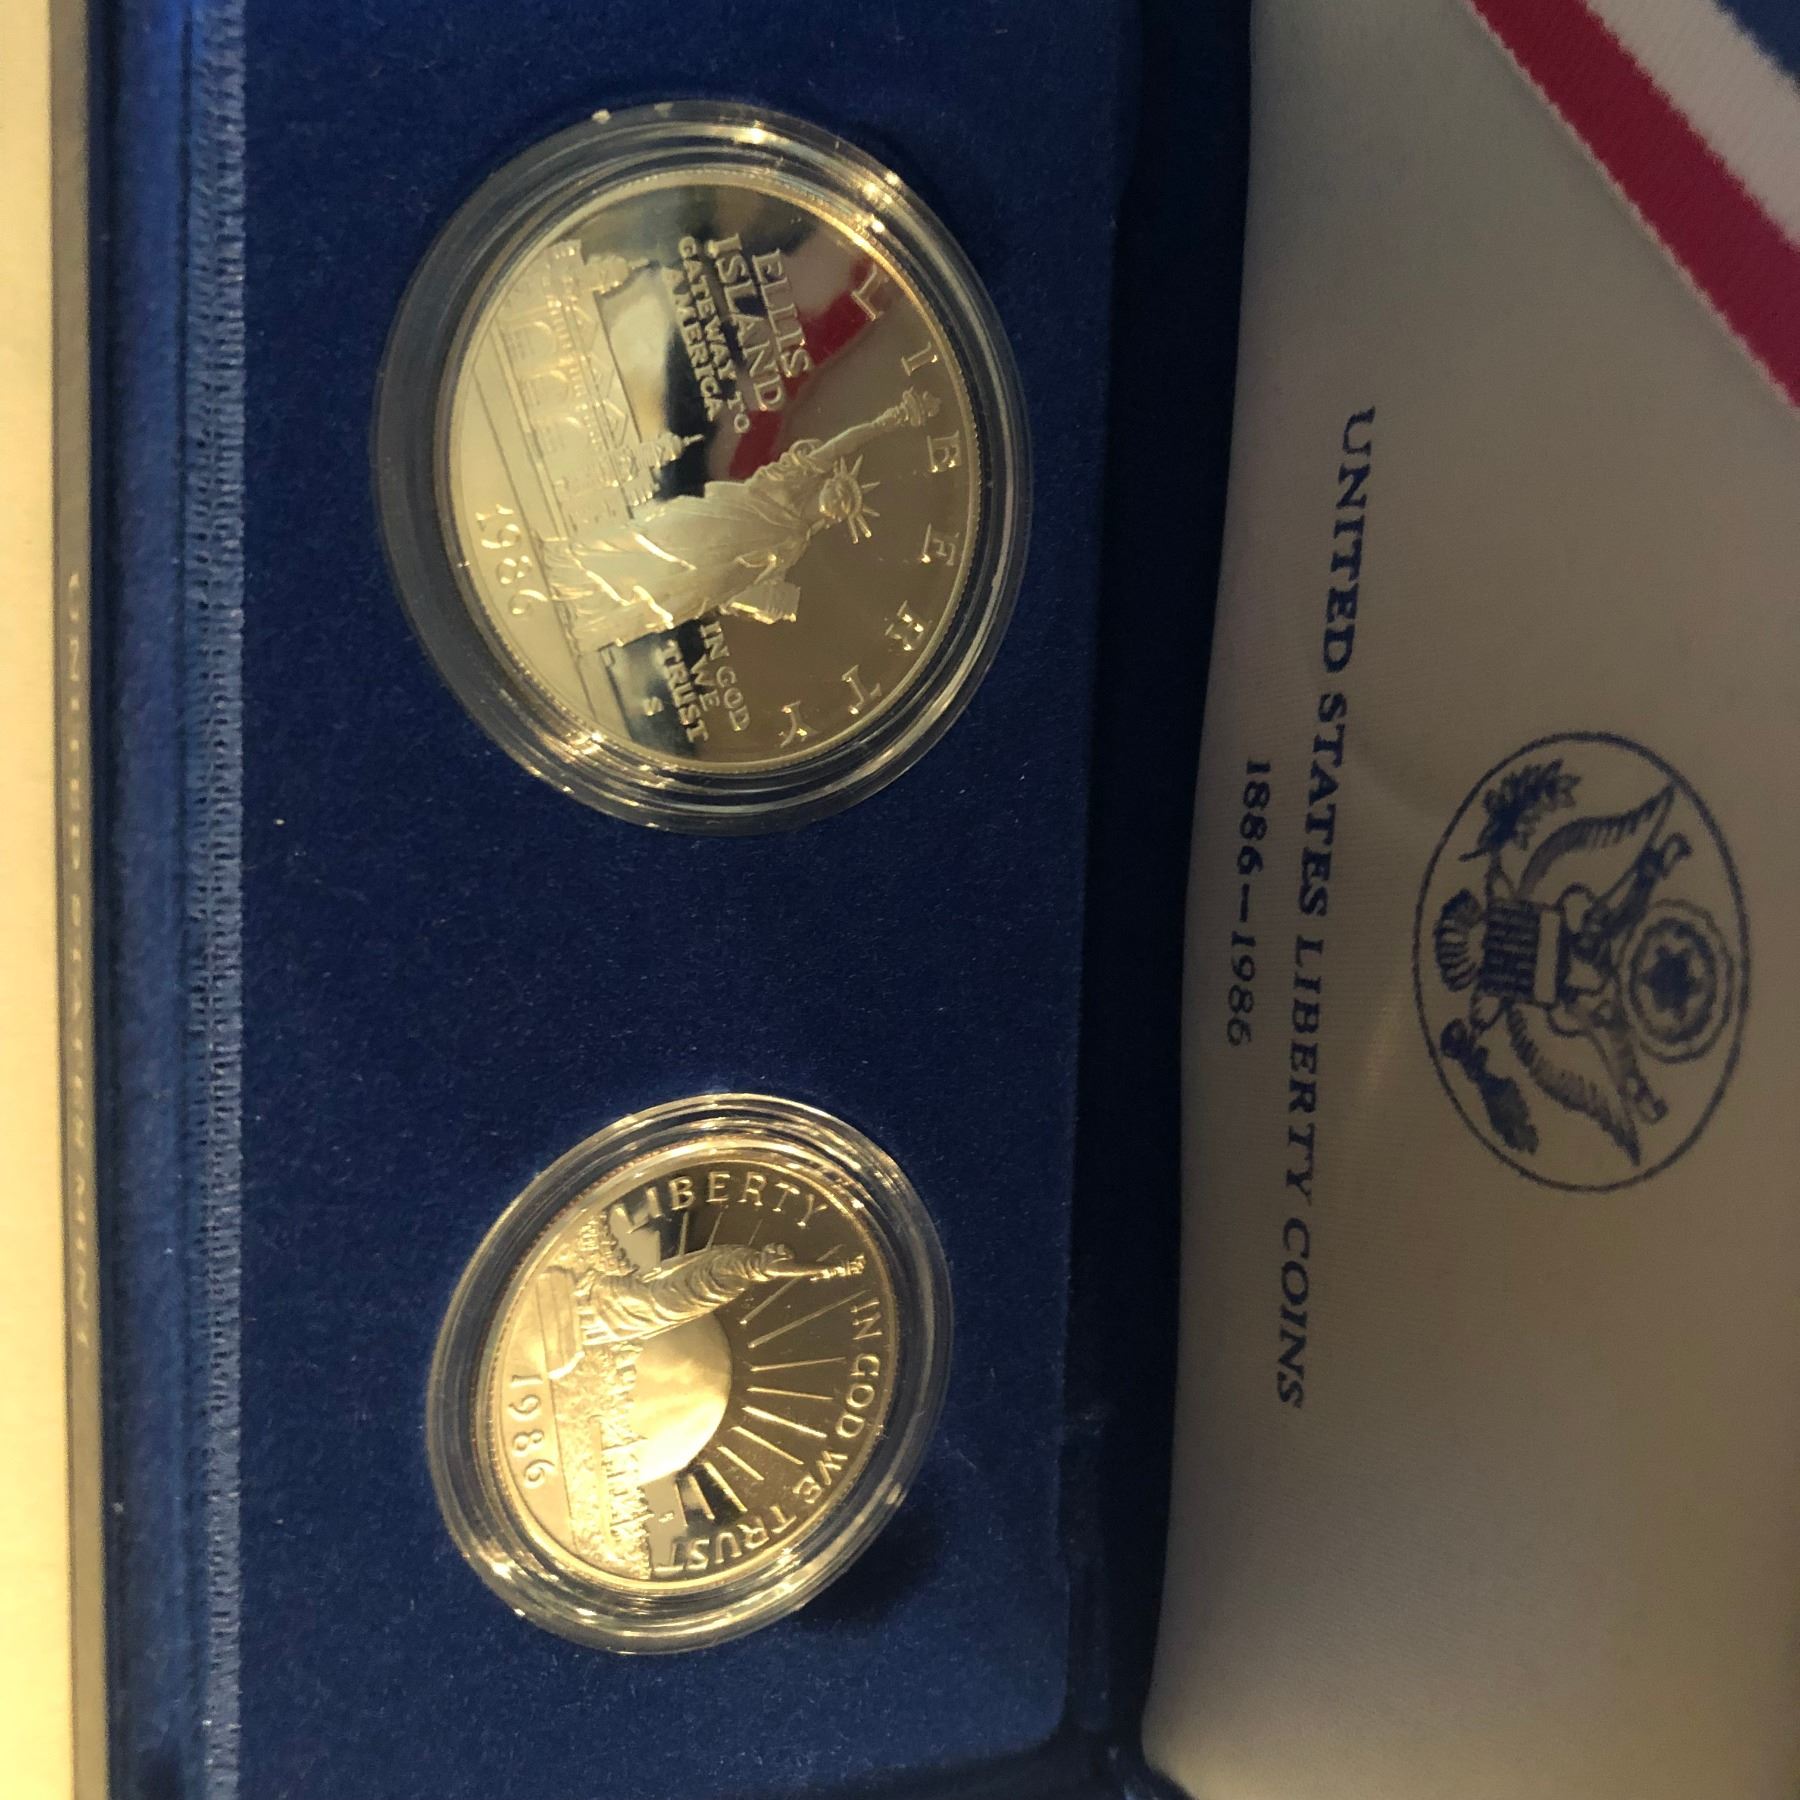 UNITED STATES LIBERTY COINS
1886–1986
LIBERTY
ELLIS
ISLAND
GATEWAY TO
AMERICA
IN GOD
WE
TRUST
S
1986
LIBERTY
IN GOD WE TRUST
S
1986